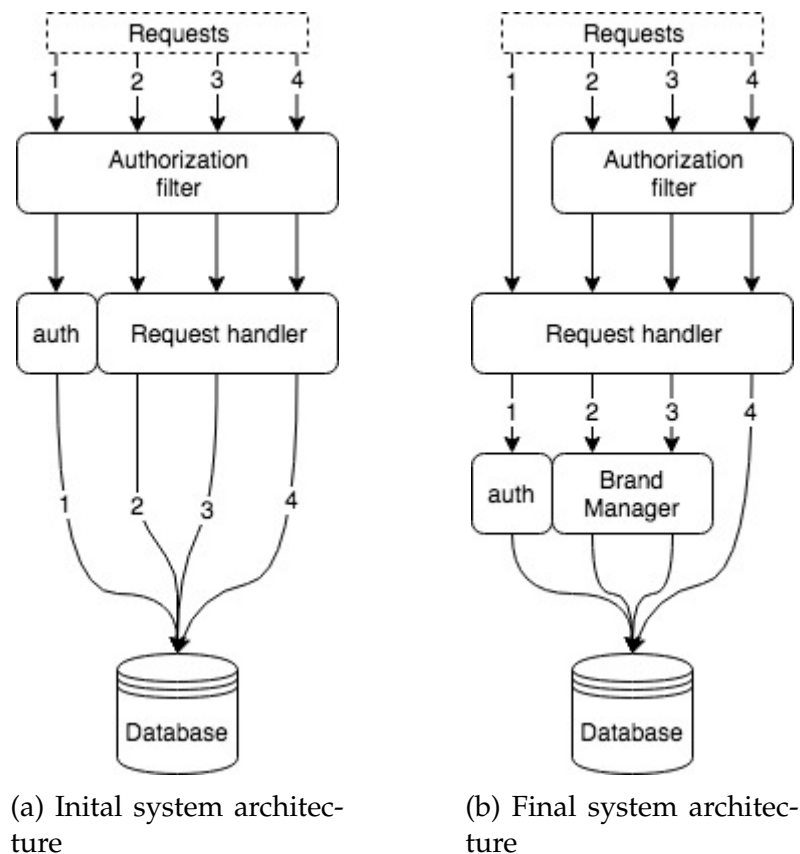 Requests
1 2 3 4
Authorization
filter
auth Request handler
1 2 3 4
Database
(a) Inital system architec-
ture
Requests
1 2 3 4
Authorization
filter
Request handler
1 2 3 4
auth Brand
Manager
Database
(b) Final system architec-
ture